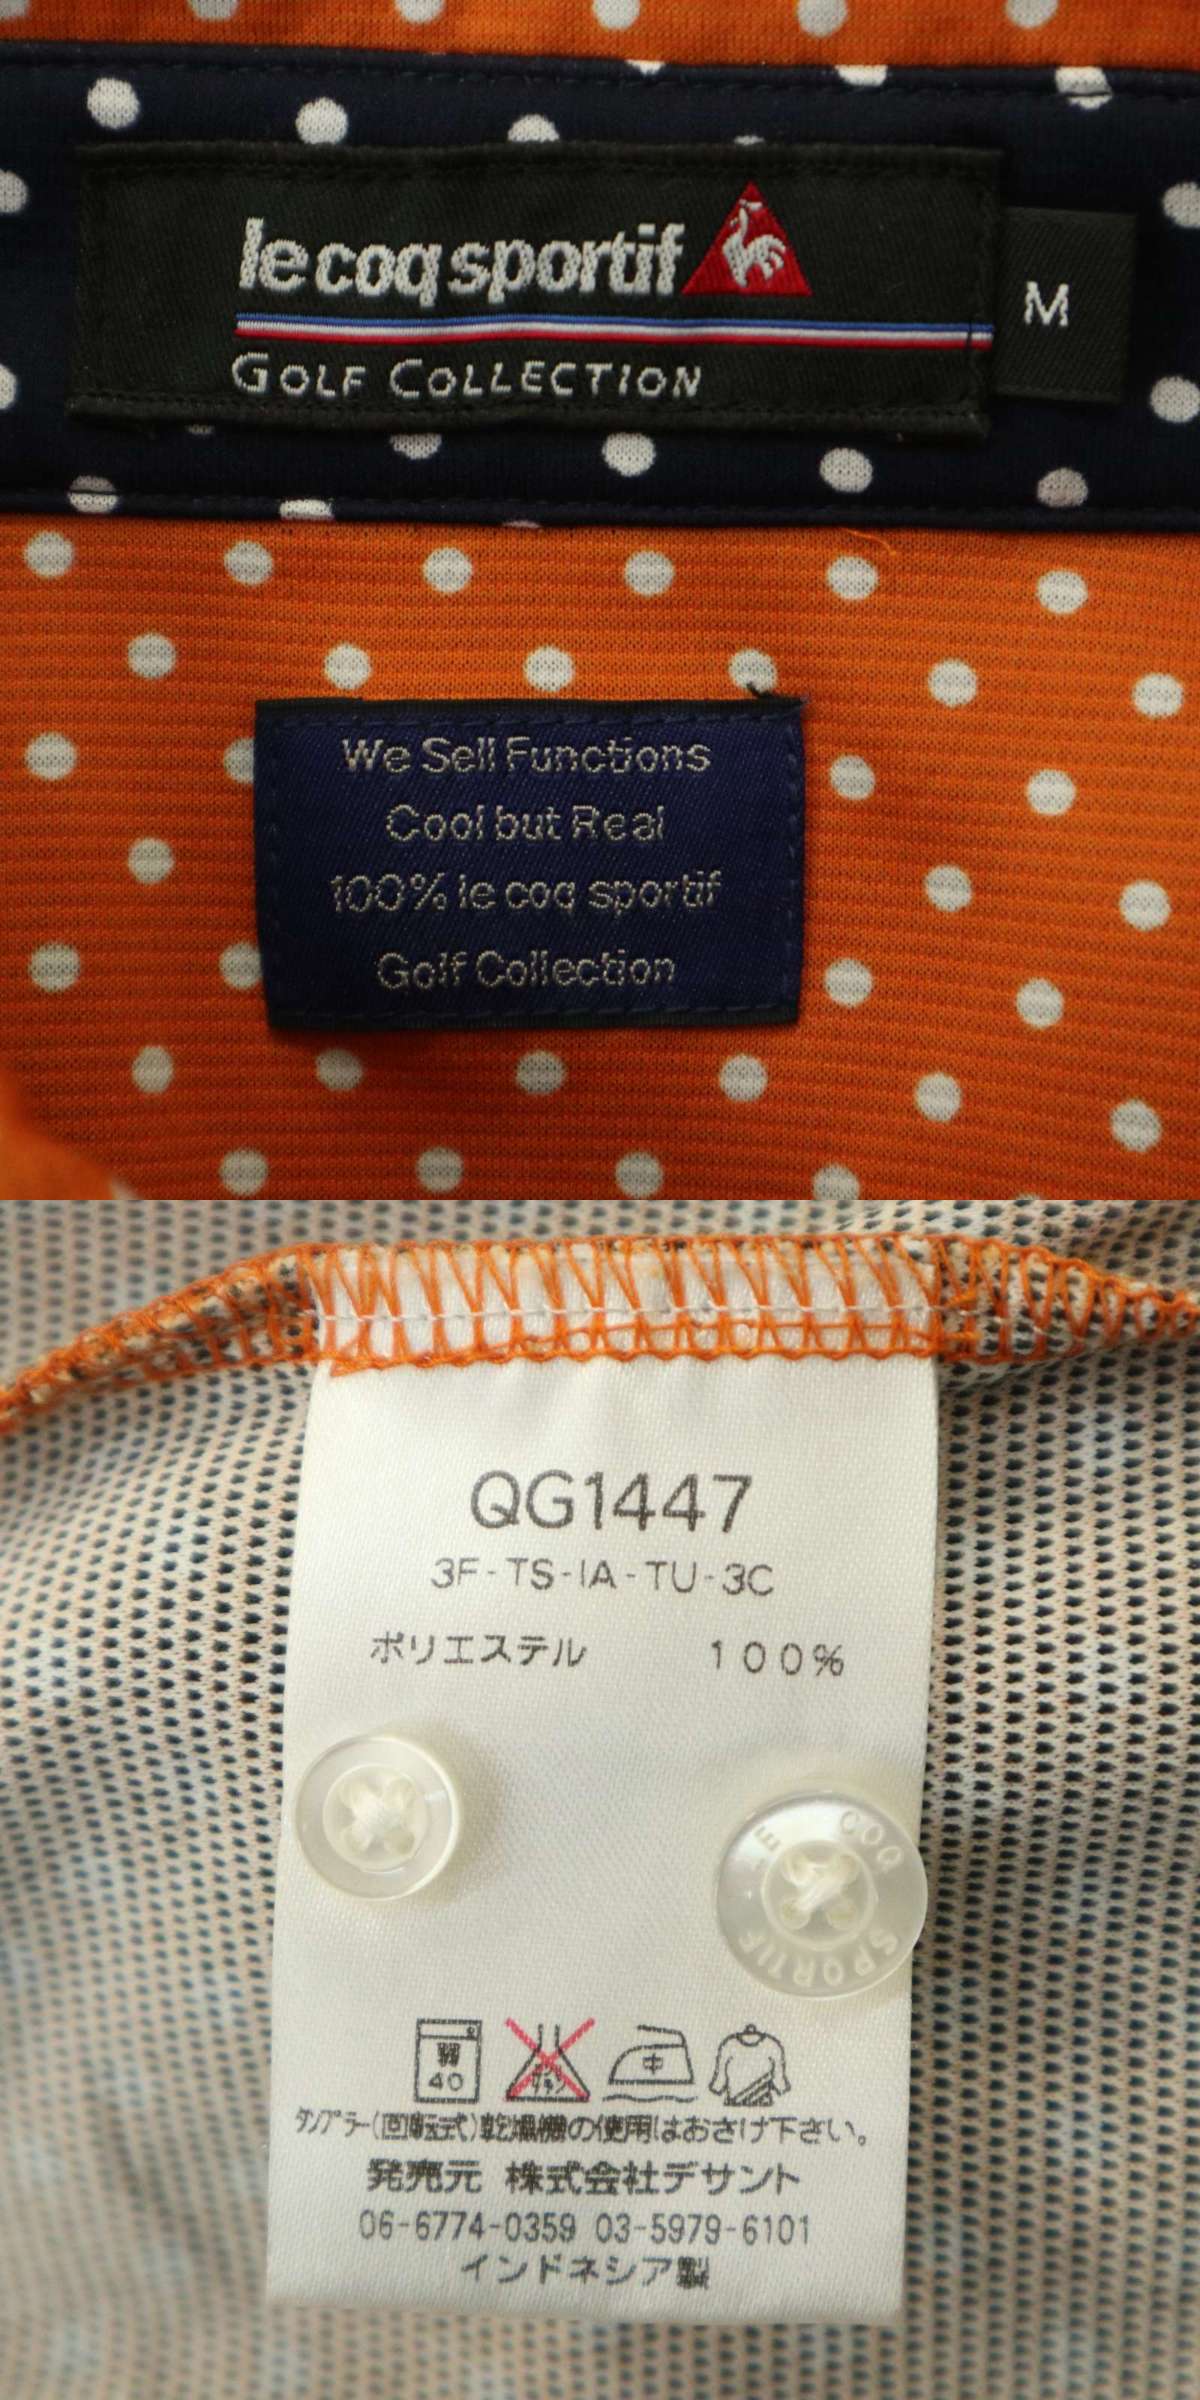 le coq sportif
M
GOLF COLLECTION
We Sell Functions
Cool but Real
100% le coq sportif
Golf Collection
QG1447
3F-TS-IA-TU-3C
ポリエステル 100%
LE COQ SPORTIF
弱 40 中
タンブラー(回転式)乾燥機の使用はおさけ下さい。
発売元 株式会社デサント
06-6774-0359 03-5979-6101
インドネシア製